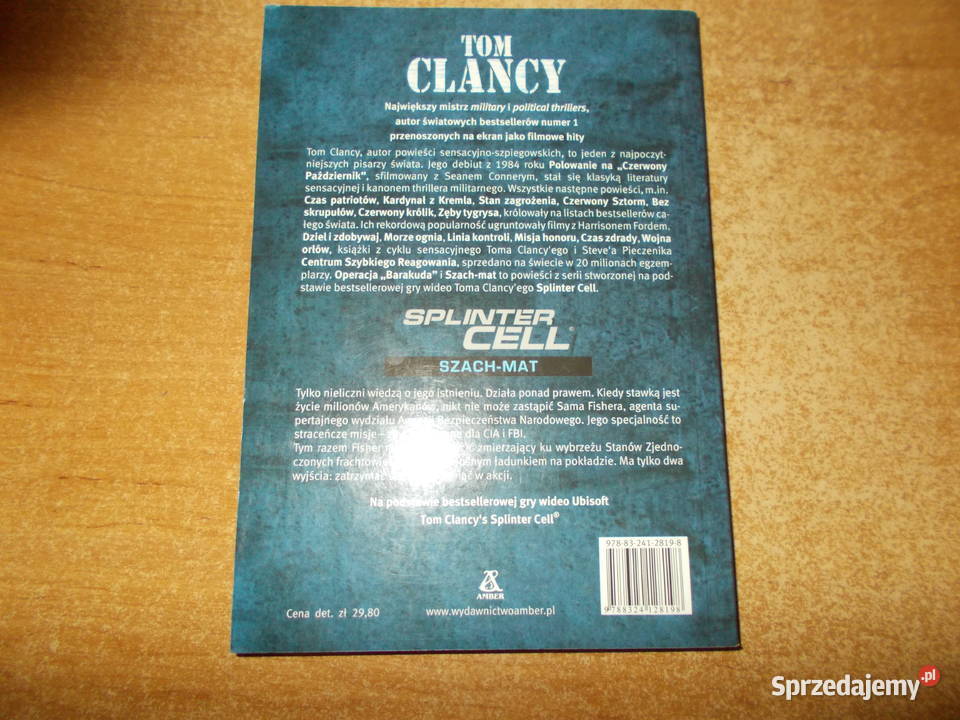 TOM
CLANCY
Największy mistrz military i political thrillers,
autor światowych bestsellerów numer 1
przenoszonych na ekran jako filmowe hity
Tom Clancy, autor powieści sensacyjno-szpiegowskich, to jeden z najpoczyt-
niejszych pisarzy świata. Jego debiut z 1984 roku Polowanie na „Czerwony
Październik”, sfilmowany z Seanem Connerym, stał się klasyką literatury
sensacyjnej i kanonem thrillera militarnego. Wszystkie następne powieści, m.in.
Czas patriotów, Kardynał z Kremla, Stan zagrożenia, Czerwony Sztorm, Bez
skrupułów, Czerwony królik, Zęby tygrysa, królowały na listach bestsellerów ca-
łego świata. Ich rekordową popularność ugruntowały filmy z Harrisonem Fordem.
Dziel i zdobywaj, Morze ognia, Linia kontroli, Misja honoru, Czas zdrady, Wojna
orłów, książki z cyklu sensacyjnego Toma Clancy'ego i Steve'a Pieczenika
Centrum Szybkiego Reagowania, sprzedano na świecie w 20 milionach egzem-
plarzy. Operacja „Barakuda” i Szach-mat to powieści z serii stworzonej na pod-
stawie bestsellerowej gry wideo Toma Clancy'ego Splinter Cell.
SPLINTER
CELL®
SZACH-MAT
Tylko nieliczni wiedzą o jego istnieniu. Działa ponad prawem. Kiedy stawką jest
życie milionów Amerykanów, nikt nie może zastąpić Sama Fishera, agenta su-
pertajnego wydziału Bezpieczeństwa Narodowego. Jego specjalność to
straceńcze misje – dla CIA i FBI.
Tym razem Fisher zmierzający ku wybrzeżu Stanów Zjedno-
czonych ładunkiem na pokładzie. Ma tylko dwa
wyjścia: zatrzymać w akcji.
Na podstawie bestsellerowej gry wideo Ubisoft
Tom Clancy's Splinter Cell®
978-83-241-2819-8
9788324128198
AMBER
Cena det. zł 29,80
www.wydawnictwoamber.pl
Sprzedajemy.pl